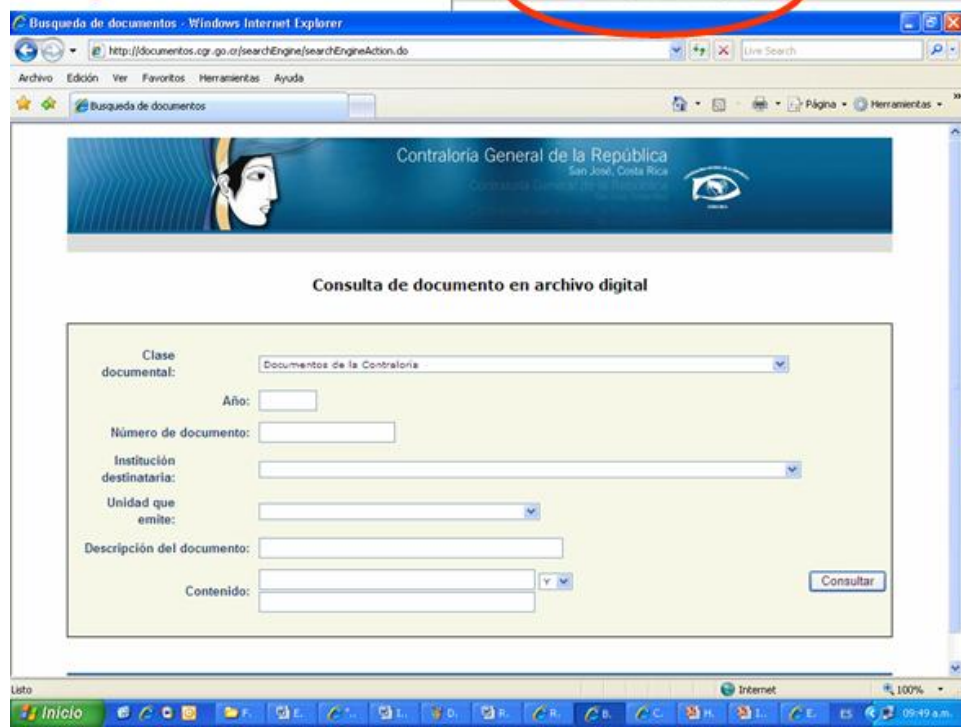 Busqueda de documentos - Windows Internet Explorer
http://documentos.cgr.go.cr/searchEngine/searchEngineAction.do
Live Search
Archivo Edición Ver Favoritos Herramientas Ayuda
Busqueda de documentos
Página
Herramientas
Contraloría General de la República
San José, Costa Rica
Consulta de documento en archivo digital
Clase
documental:
Documentos de la Contraloria
Año:
Número de documento:
Institución
destinataria:
Unidad que
emite:
Descripción del documento:
Contenido:
Y
Consultar
Listo
Internet
100%
Inicio
F.
E.
I.
D.
R.
R.
B.
C.
H.
I.
E.
ES
09:49 a.m.